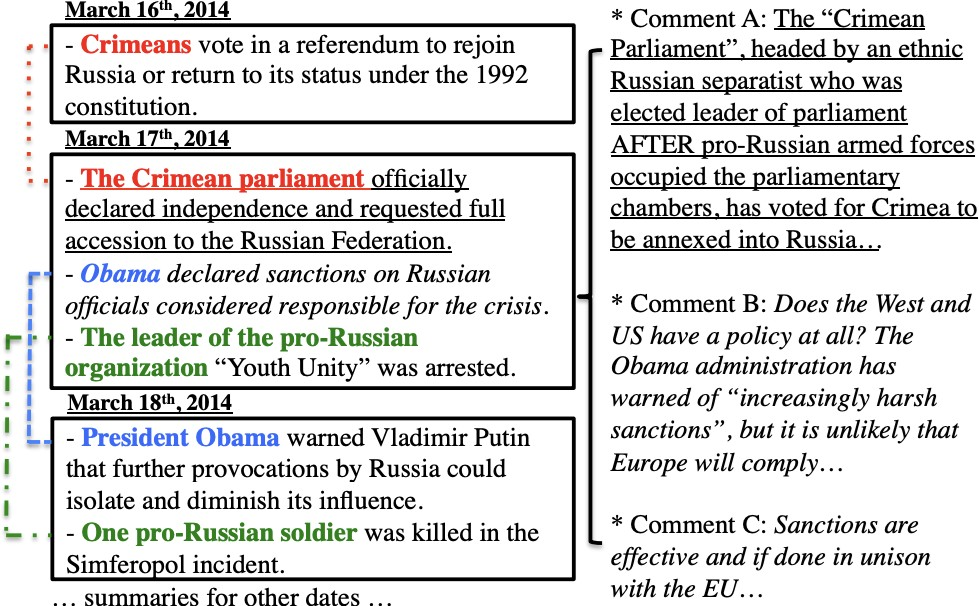 March 16th, 2014
- Crimeans vote in a referendum to rejoin
Russia or return to its status under the 1992
constitution.
March 17th, 2014
- The Crimean parliament officially
declared independence and requested full
accession to the Russian Federation.
- Obama declared sanctions on Russian
officials considered responsible for the crisis.
- The leader of the pro-Russian
organization “Youth Unity” was arrested.
March 18th, 2014
- President Obama warned Vladimir Putin
that further provocations by Russia could
isolate and diminish its influence.
- One pro-Russian soldier was killed in the
Simferopol incident.
… summaries for other dates …
* Comment A: The “Crimean
Parliament”, headed by an ethnic
Russian separatist who was
elected leader of parliament
AFTER pro-Russian armed forces
occupied the parliamentary
chambers, has voted for Crimea to
be annexed into Russia…
* Comment B: Does the West and
US have a policy at all? The
Obama administration has
warned of “increasingly harsh
sanctions”, but it is unlikely that
Europe will comply…
* Comment C: Sanctions are
effective and if done in unison
with the EU…